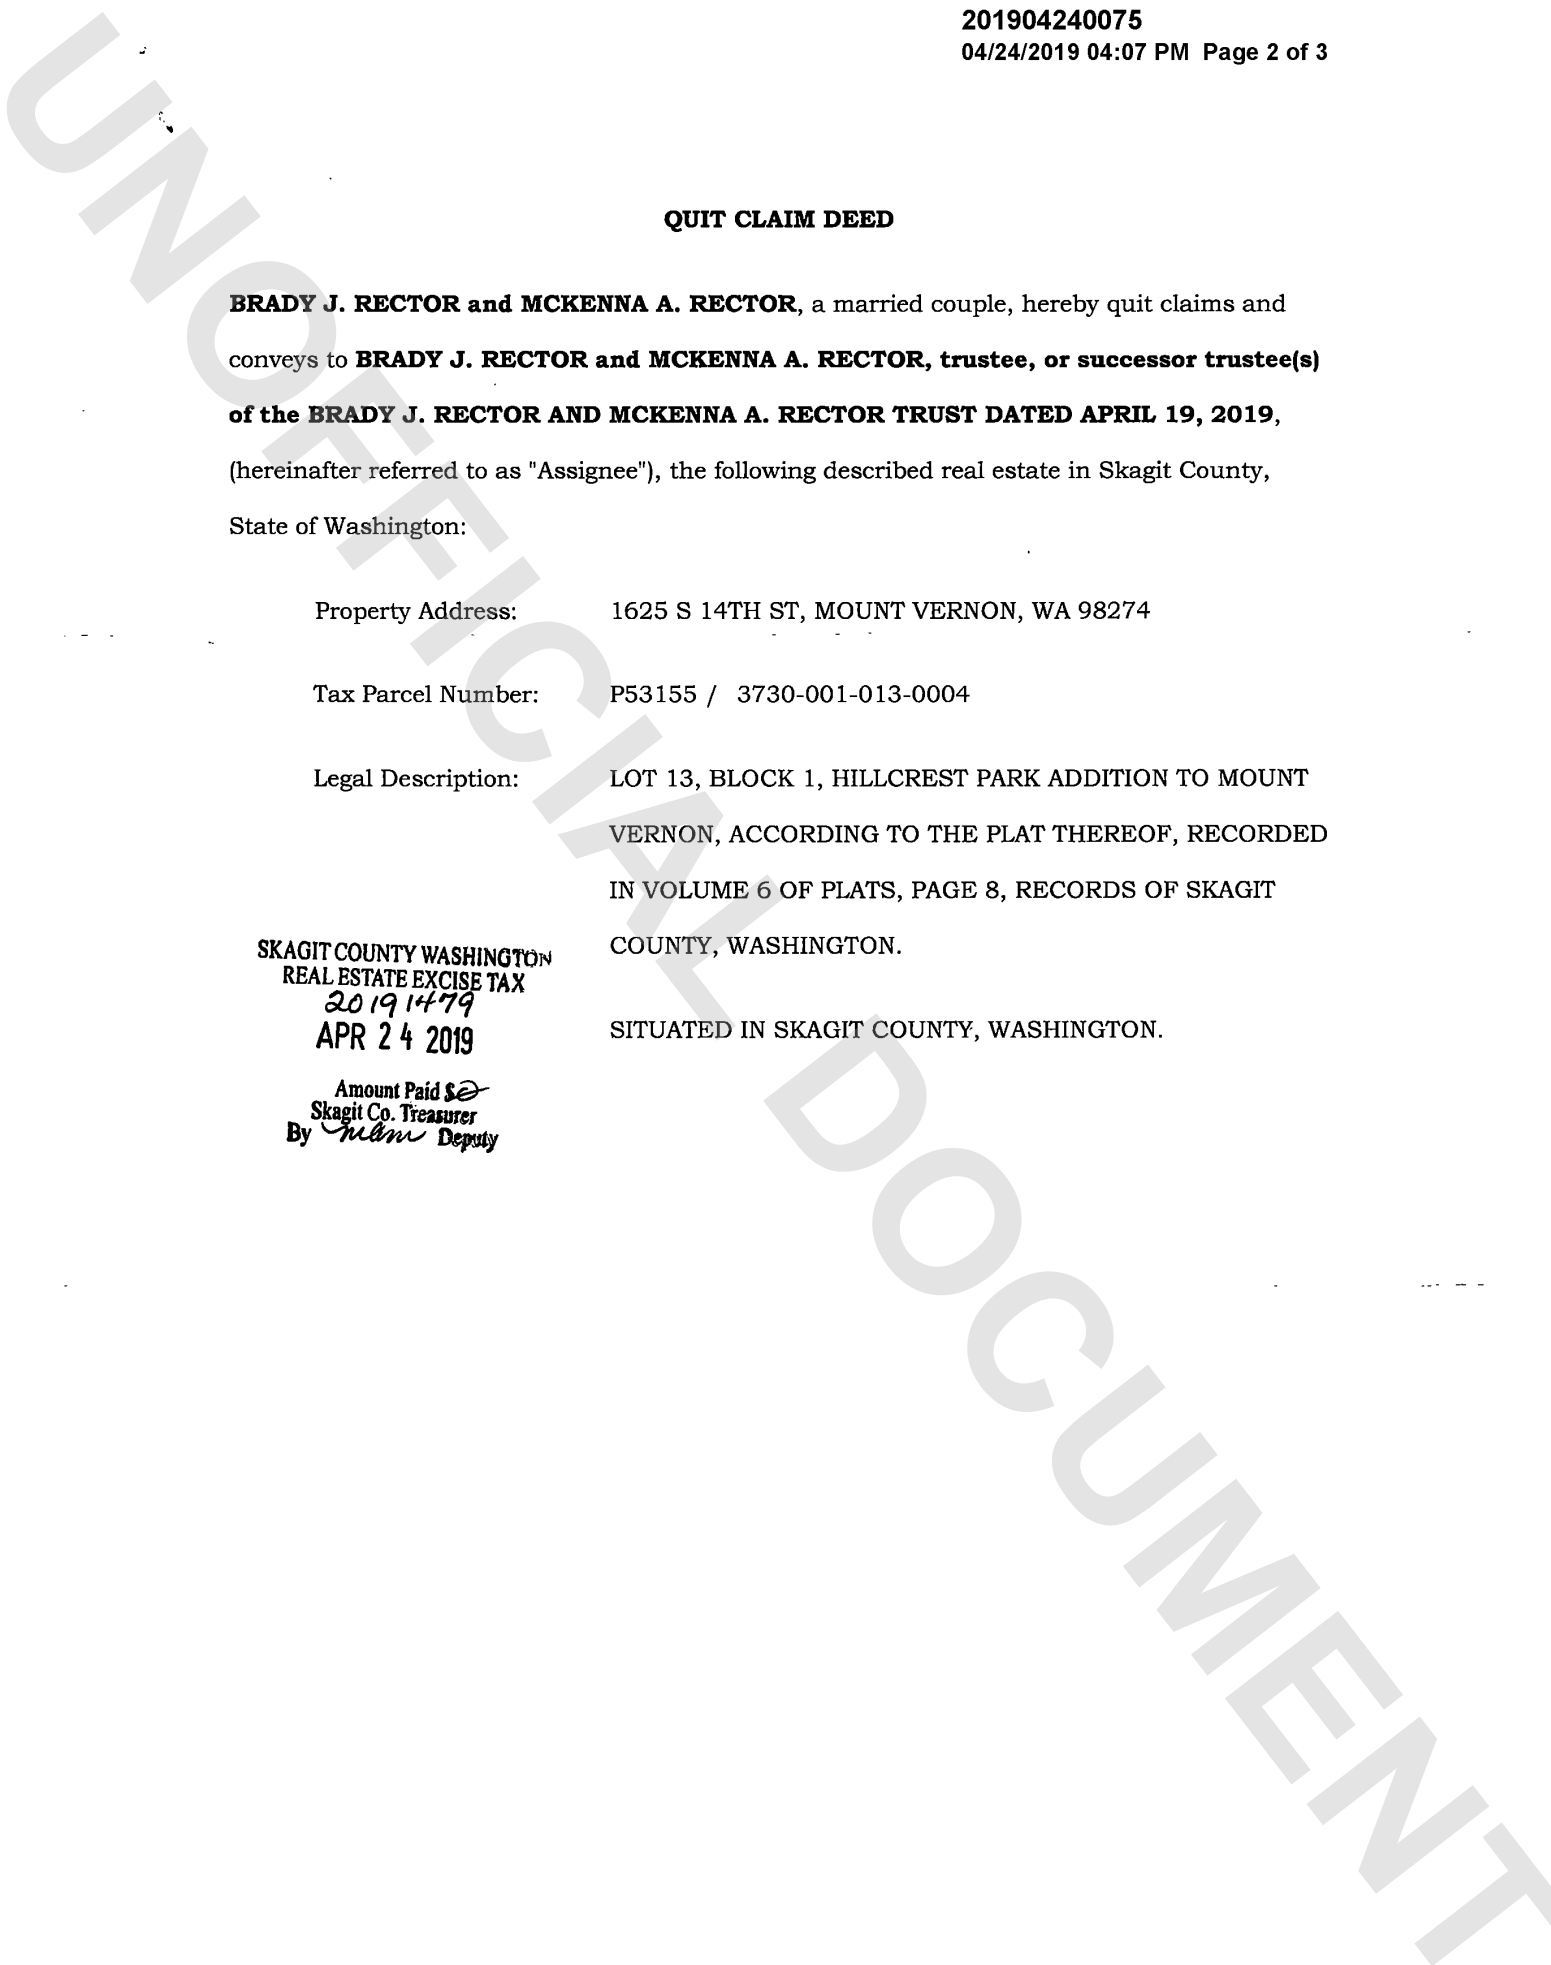 201904240075
04/24/2019 04:07 PM Page 2 of 3
QUIT CLAIM DEED
BRADY J. RECTOR and MCKENNA A. RECTOR, a married couple, hereby quit claims and
conveys to BRADY J. RECTOR and MCKENNA A. RECTOR, trustee, or successor trustee(s)
of the BRADY J. RECTOR AND MCKENNA A. RECTOR TRUST DATED APRIL 19, 2019,
(hereinafter referred to as "Assignee"), the following described real estate in Skagit County,
State of Washington:
Property Address: 1625 S 14TH ST, MOUNT VERNON, WA 98274
Tax Parcel Number: P53155 / 3730-001-013-0004
Legal Description: LOT 13, BLOCK 1, HILLCREST PARK ADDITION TO MOUNT
VERNON, ACCORDING TO THE PLAT THEREOF, RECORDED
IN VOLUME 6 OF PLATS, PAGE 8, RECORDS OF SKAGIT
COUNTY, WASHINGTON.
SITUATED IN SKAGIT COUNTY, WASHINGTON.
SKAGIT COUNTY WASHINGTON
REAL ESTATE EXCISE TAX
20191479
APR 24 2019
Amount Paid $
Skagit Co. Treasurer
By Deputy
UNOFFICIAL DOCUMENT